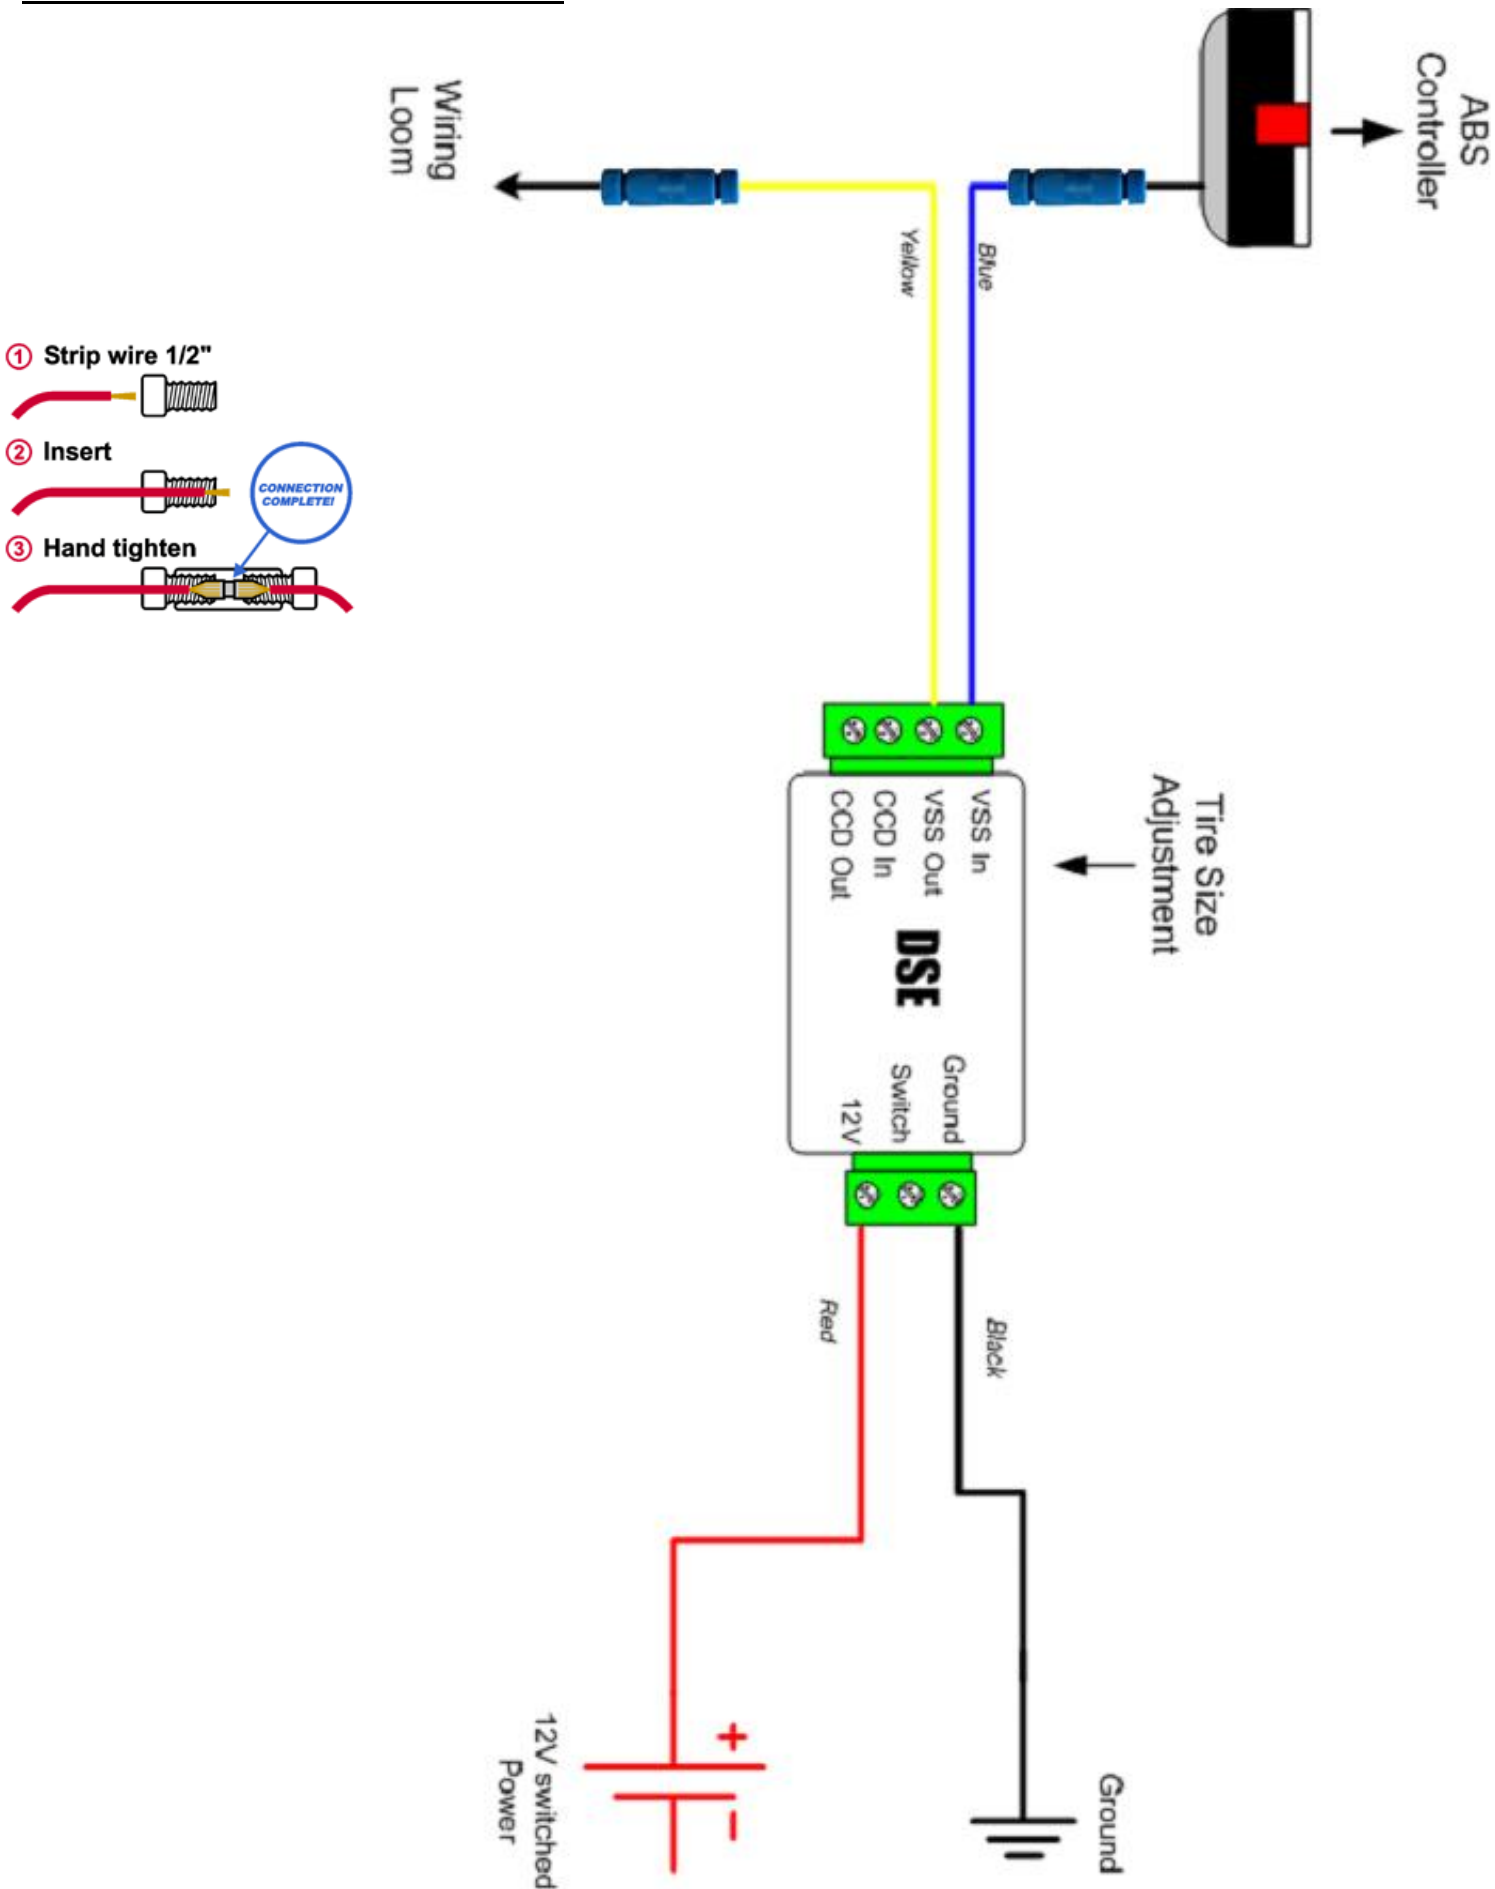 ABS
Controller
Wiring
Loom
Yellow
Blue
1 Strip wire 1/2"
2 Insert
CONNECTION
COMPLETE!
3 Hand tighten
Tire Size
Adjustment
VSS In
VSS Out
CCD In
CCD Out
DSE
Ground
Switch
12V
Red
Black
+
-
12V switched
Power
Ground